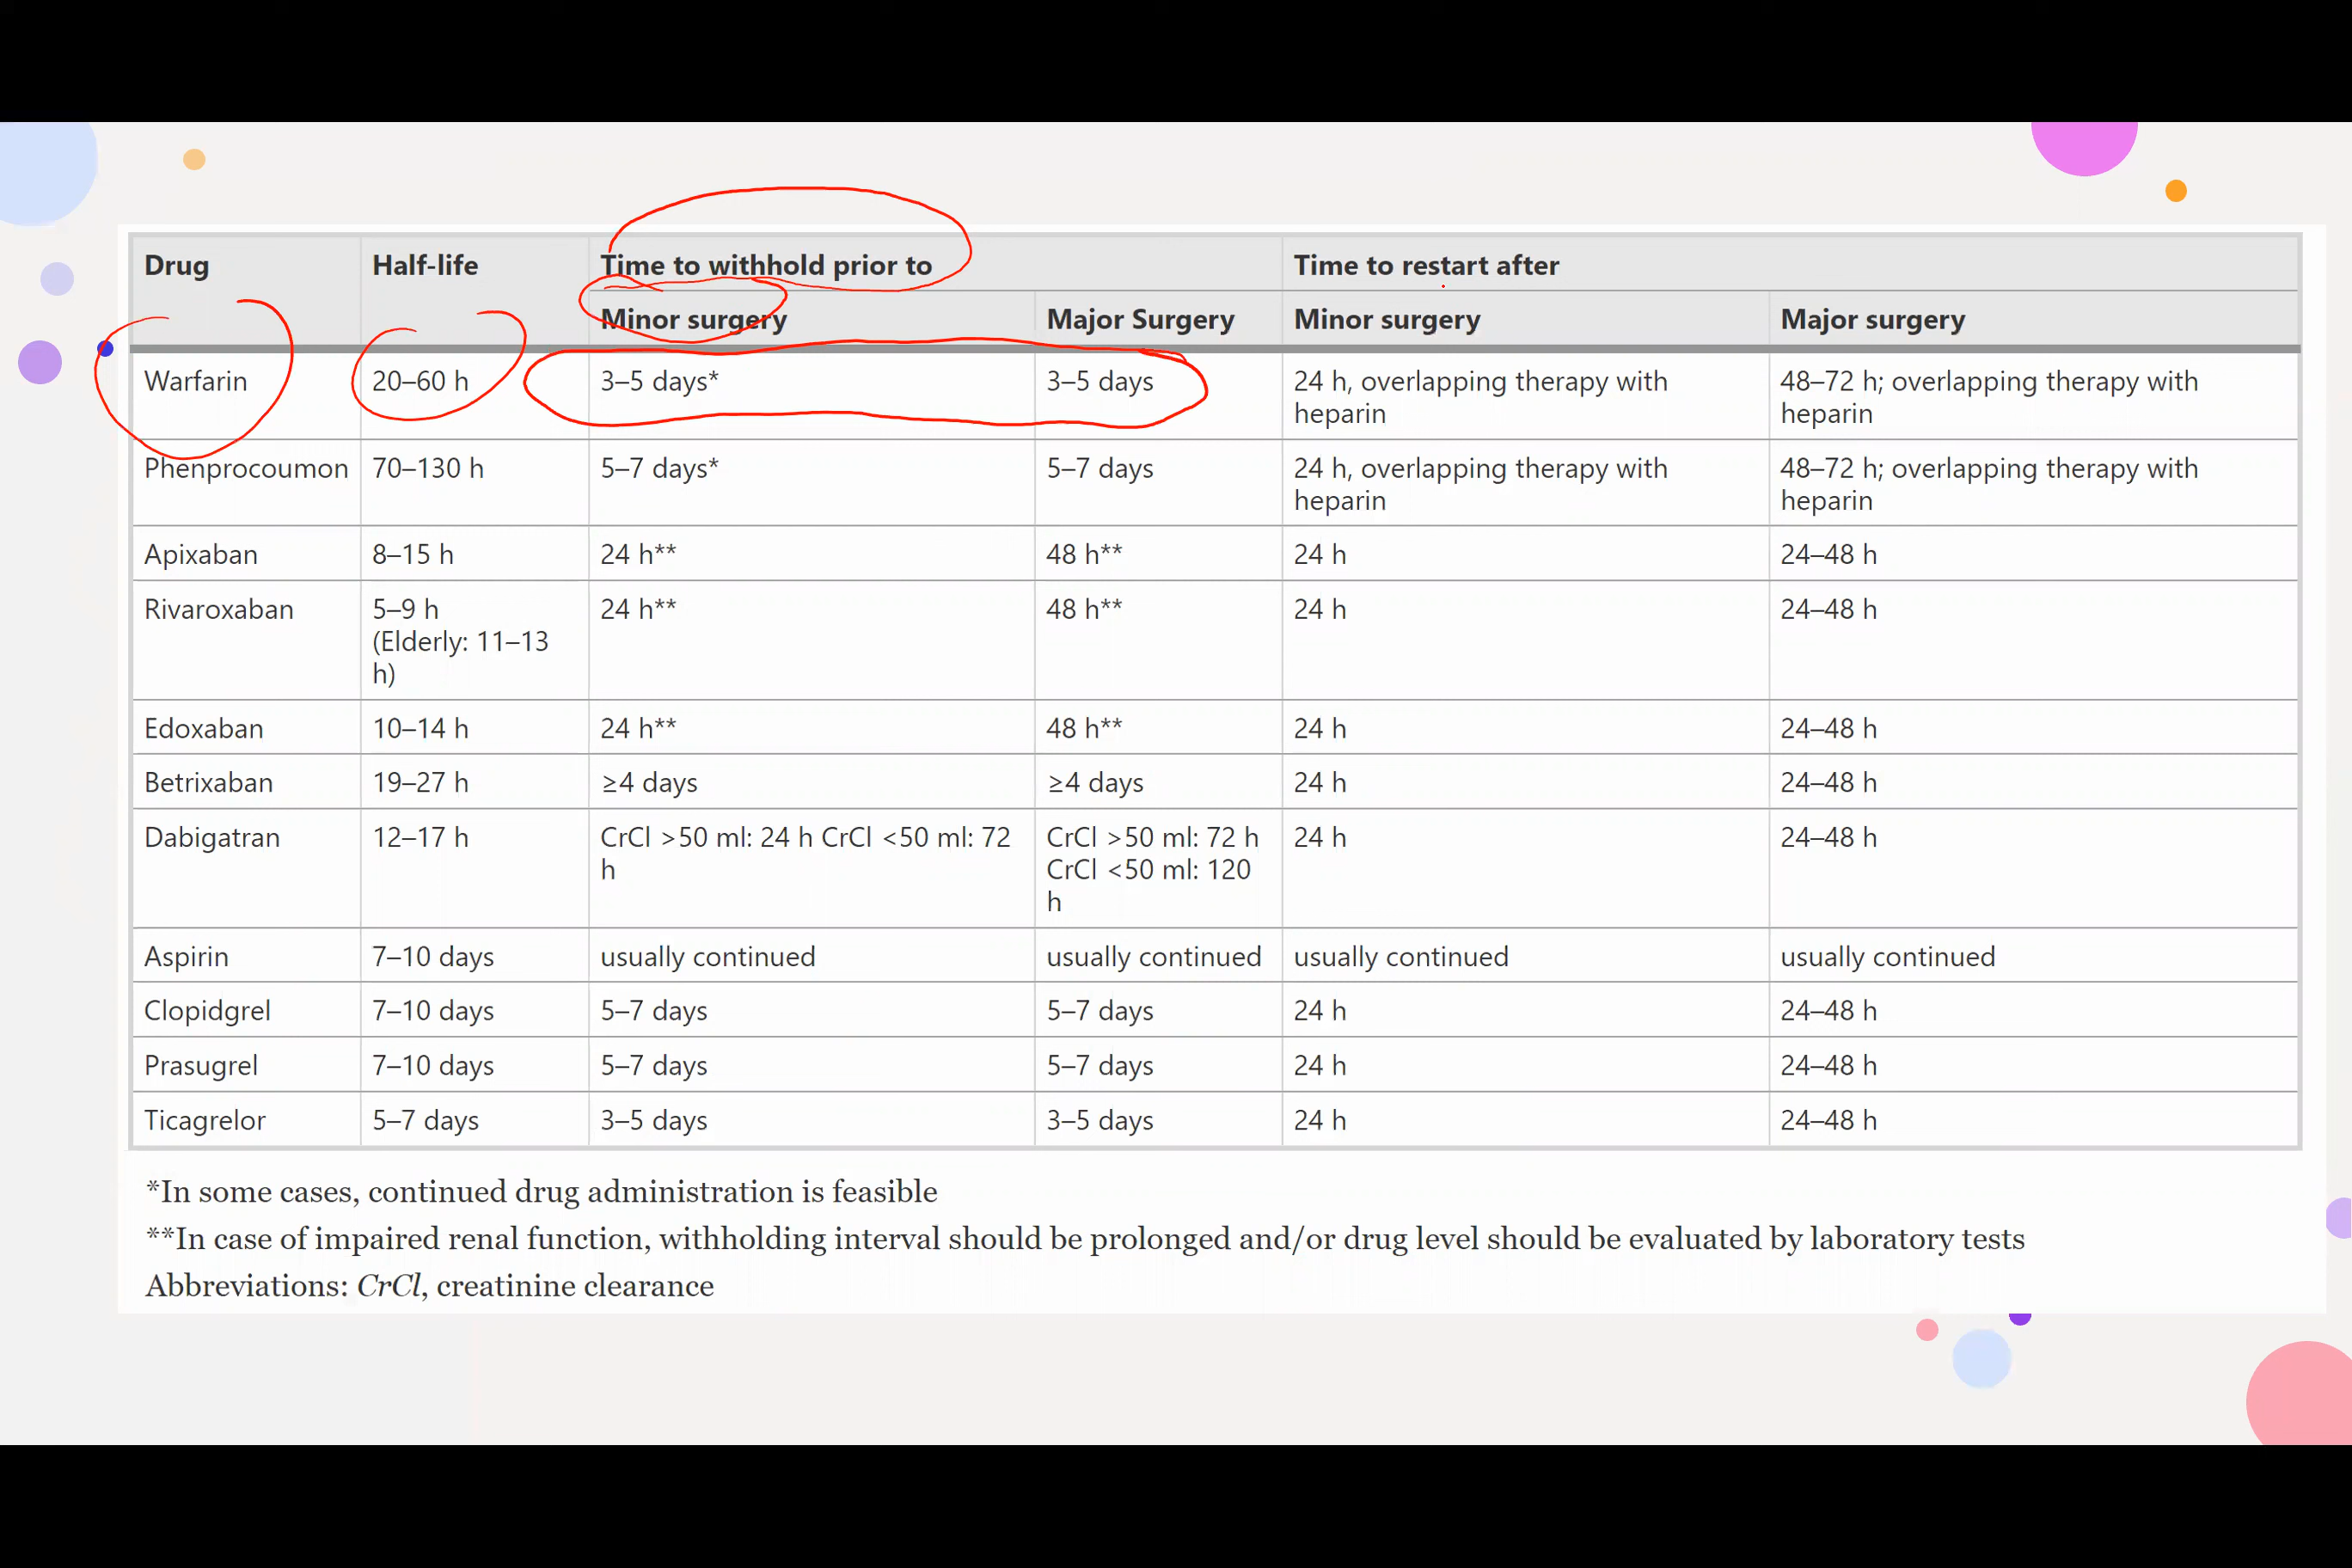 Drug Half-life Time to withhold prior to Time to restart after
Minor surgery Major Surgery Minor surgery Major surgery
Warfarin 20–60 h 3–5 days* 3–5 days 24 h, overlapping therapy with 48–72 h; overlapping therapy with
heparin heparin
Phenprocoumon 70–130 h 5–7 days* 5–7 days 24 h, overlapping therapy with 48–72 h; overlapping therapy with
heparin heparin
Apixaban 8–15 h 24 h** 48 h** 24 h 24–48 h
Rivaroxaban 5–9 h 24 h** 48 h** 24 h 24–48 h
(Elderly: 11–13
h)
Edoxaban 10–14 h 24 h** 48 h** 24 h 24–48 h
Betrixaban 19–27 h ≥4 days ≥4 days 24 h 24–48 h
Dabigatran 12–17 h CrCl >50 ml: 24 h CrCl <50 ml: 72 CrCl >50 ml: 72 h 24 h 24–48 h
h CrCl <50 ml: 120
h
Aspirin 7–10 days usually continued usually continued usually continued usually continued
Clopidgrel 7–10 days 5–7 days 5–7 days 24 h 24–48 h
Prasugrel 7–10 days 5–7 days 5–7 days 24 h 24–48 h
Ticagrelor 5–7 days 3–5 days 3–5 days 24 h 24–48 h
*In some cases, continued drug administration is feasible
**In case of impaired renal function, withholding interval should be prolonged and/or drug level should be evaluated by laboratory tests
Abbreviations: CrCl, creatinine clearance